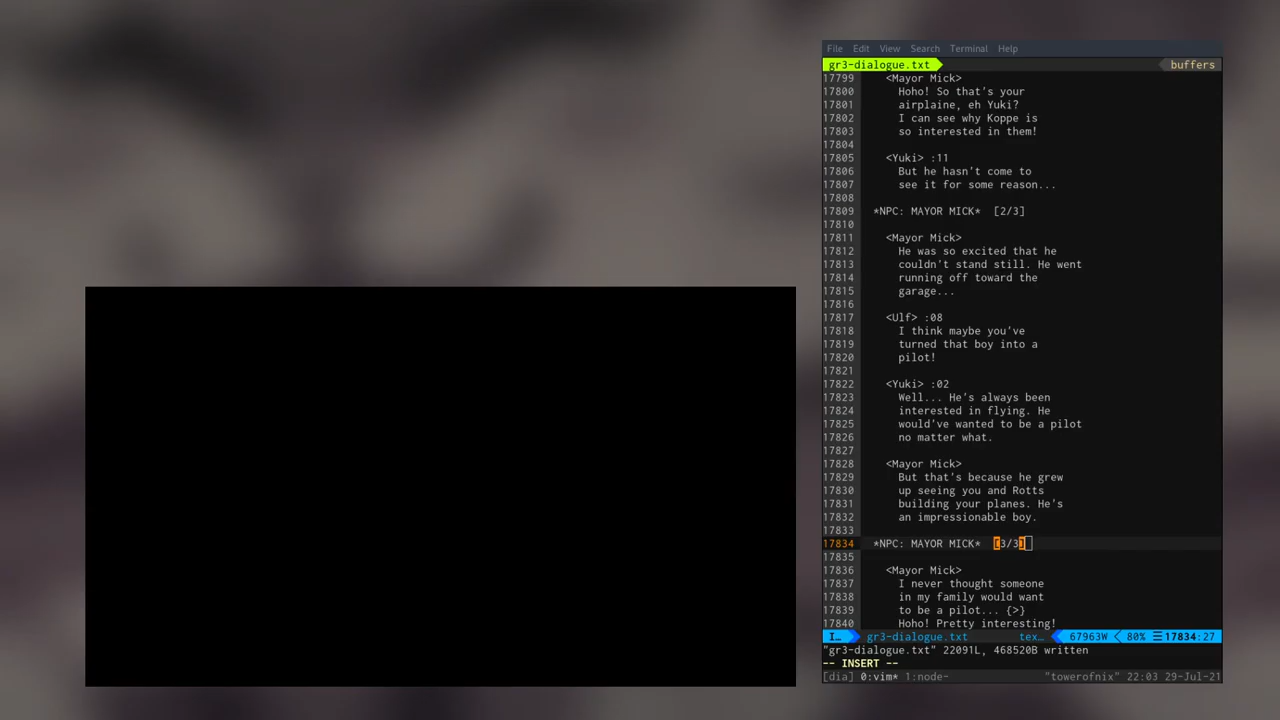 File Edit View Search Terminal Help
gr3-dialogue.txt buffers
17799 <Mayor Mick>
17800 Hoho! So that's your
17801 airplaine, eh Yuki?
17802 I can see why Koppe is
17803 so interested in them!
17804
17805 <Yuki> :11
17806 But he hasn't come to
17807 see it for some reason...
17808
17809 *NPC: MAYOR MICK* [2/3]
17810
17811 <Mayor Mick>
17812 He was so excited that he
17813 couldn't stand still. He went
17814 running off toward the
17815 garage...
17816
17817 <Ulf> :08
17818 I think maybe you've
17819 turned that boy into a
17820 pilot!
17821
17822 <Yuki> :02
17823 Well... He's always been
17824 interested in flying. He
17825 would've wanted to be a pilot
17826 no matter what.
17827
17828 <Mayor Mick>
17829 But that's because he grew
17830 up seeing you and Rotts
17831 building your planes. He's
17832 an impressionable boy.
17833
17834 *NPC: MAYOR MICK* [3/3]
17835
17836 <Mayor Mick>
17837 I never thought someone
17838 in my family would want
17839 to be a pilot... {>}
17840 Hoho! Pretty interesting!
I… gr3-dialogue.txt tex… 67963W 80% ☰17834:27
"gr3-dialogue.txt" 22091L, 468520B written
-- INSERT --
[dia] 0:vim* 1:node- "towerofnix" 22:03 29-Jul-21